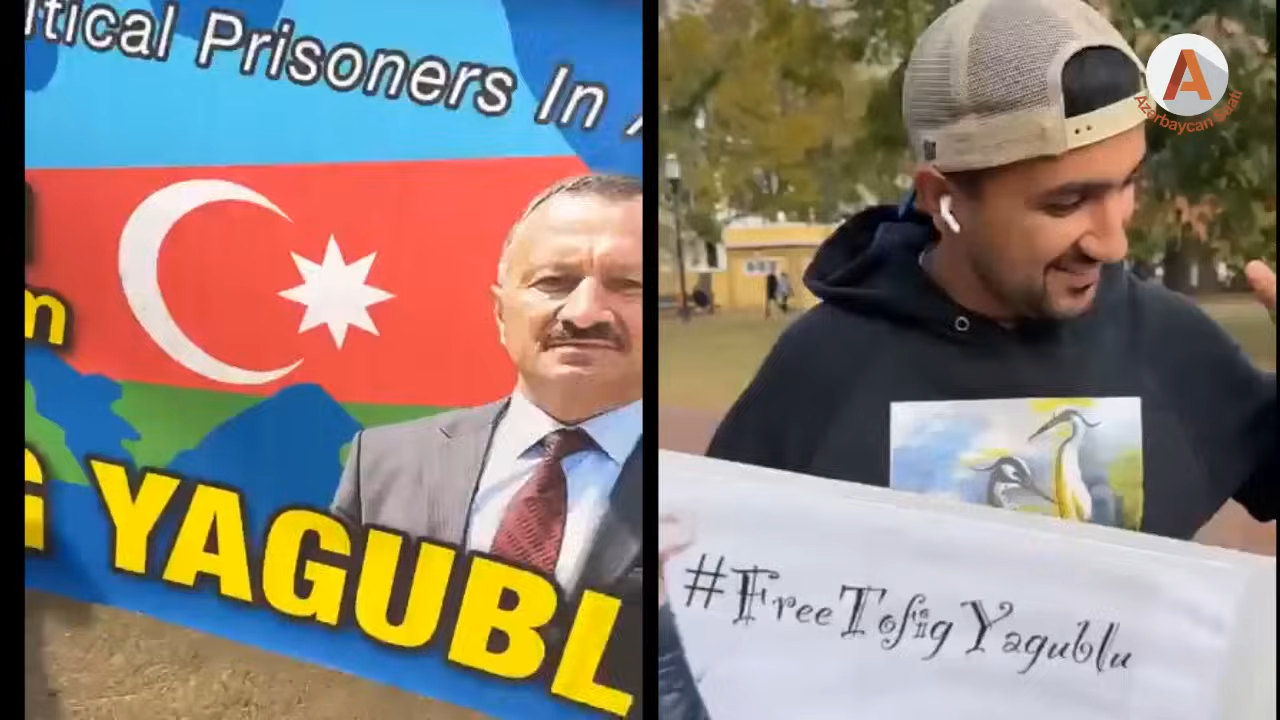 itical Prisoners In
m
G YAGUBL
A
Azərbaycan Saatı
#FreeTofigYagublu